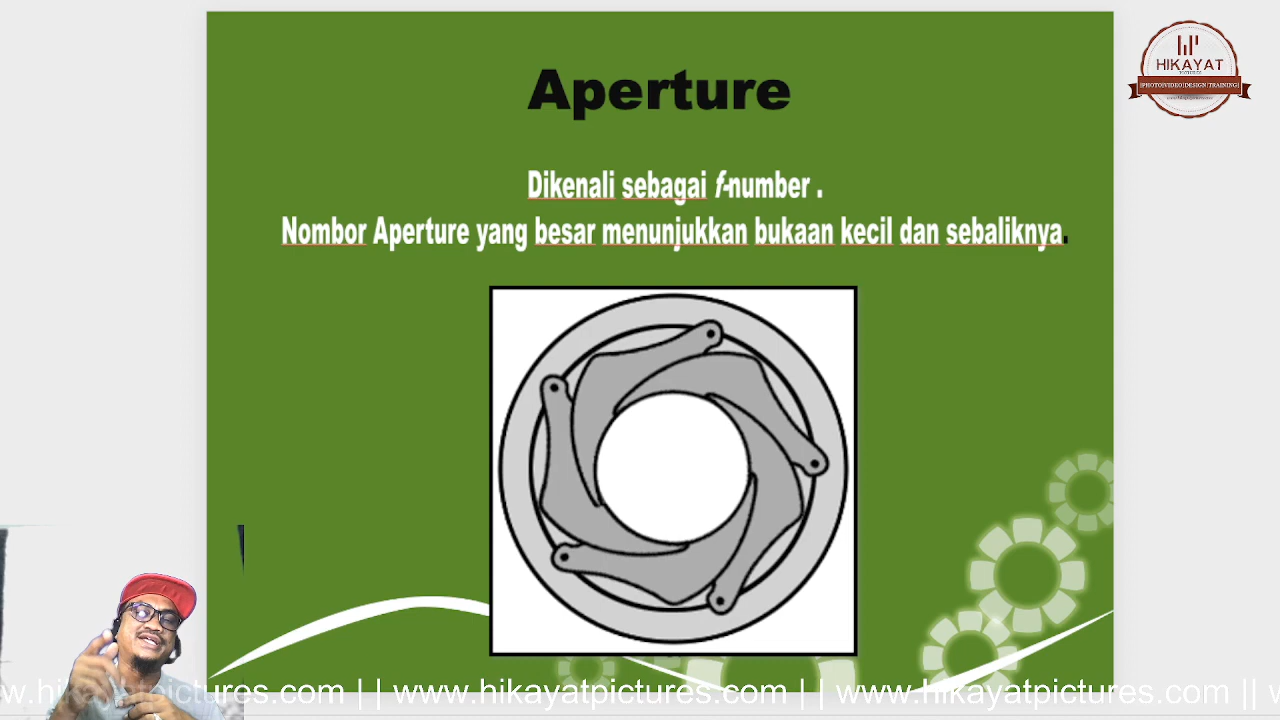 Aperture
Dikenali sebagai f-number .
Nombor Aperture yang besar menunjukkan bukaan kecil dan sebaliknya.
HIKAYAT
PICTURES
|PHOTO|VIDEO|DESIGN|TRAINING|
w.hikayatpictures.com | | www.hikayatpictures.com | | www.hikayatpictures.com || w